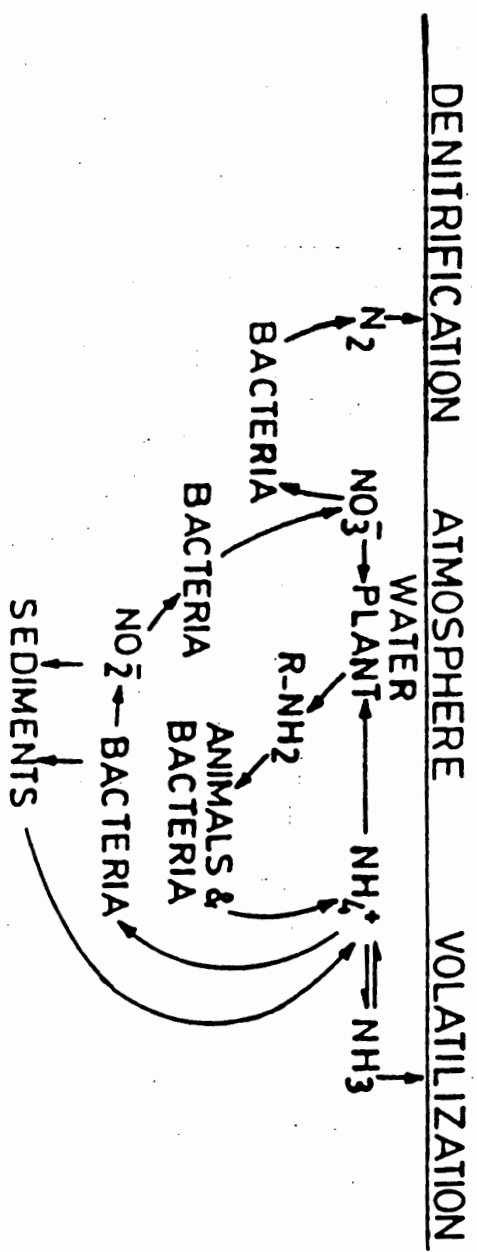 DENITRIFICATION ATMOSPHERE VOLATILIZATION
WATER
N₂ NO₃⁻ PLANT NH₄⁺ NH₃
R-NH₂
BACTERIA
ANIMALS &
BACTERIA
BACTERIA
NO₂⁻ BACTERIA
SEDIMENTS